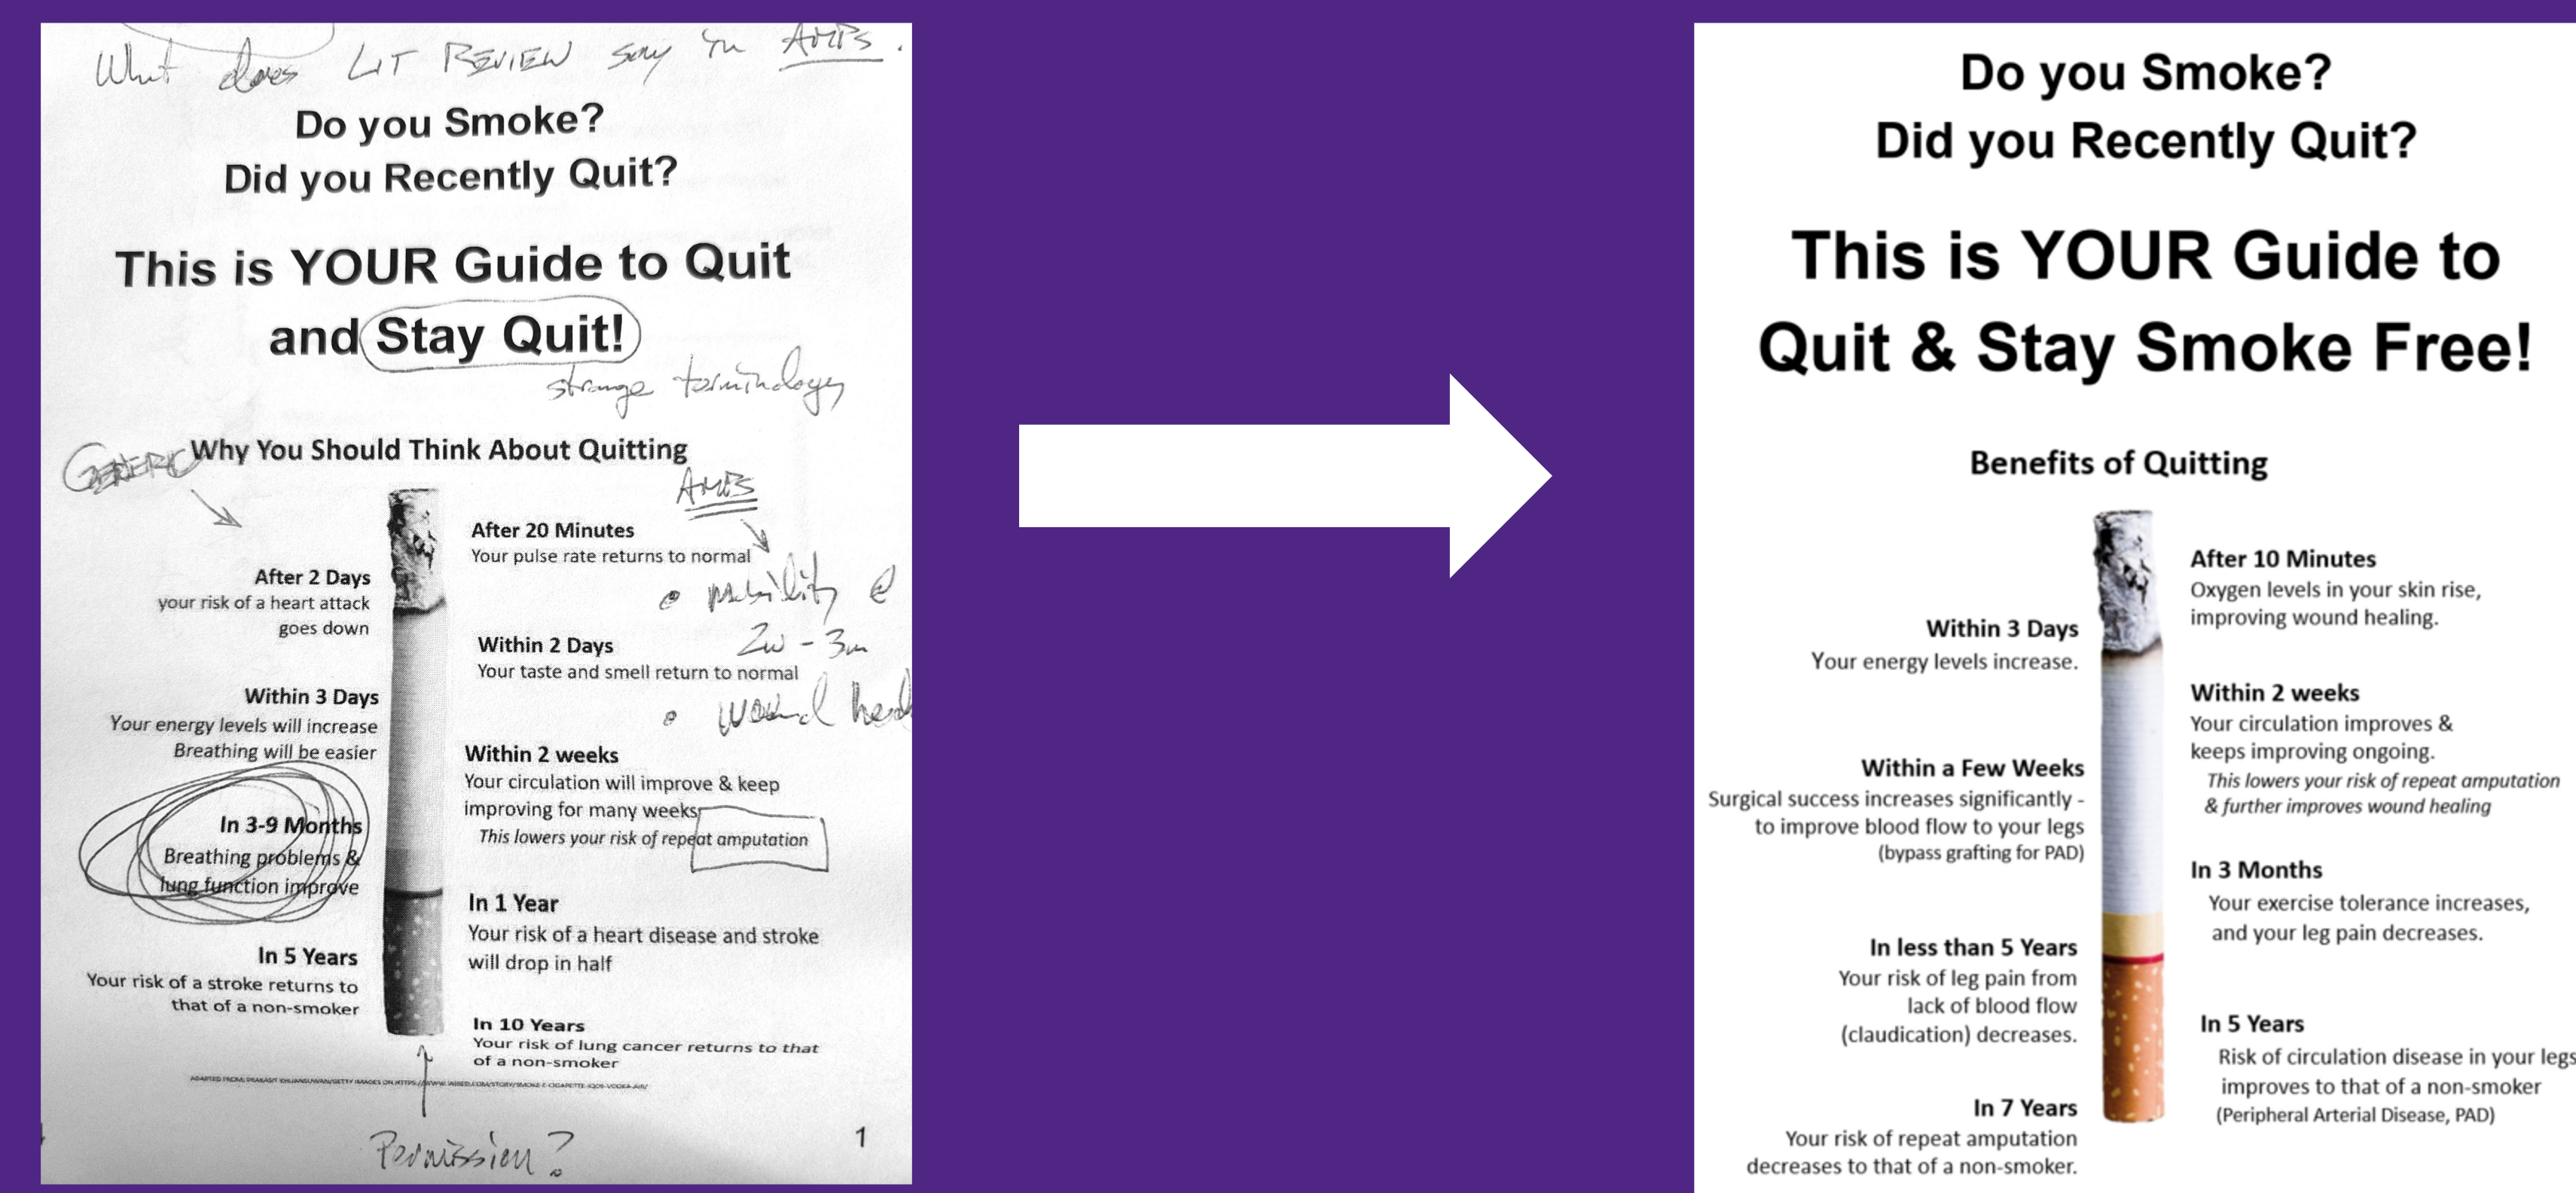 What does LIT REVIEW say in AMPs.
Do you Smoke?
Did you Recently Quit?
This is YOUR Guide to Quit
and Stay Quit!
strange terminology
GENERIC
Why You Should Think About Quitting
AMPS
After 20 Minutes
Your pulse rate returns to normal
After 2 Days
your risk of a heart attack
goes down
• mobility @
2w - 3m
Within 2 Days
Your taste and smell return to normal
• wound heal
Within 3 Days
Your energy levels will increase
Breathing will be easier
Within 2 weeks
Your circulation will improve & keep
improving for many weeks
This lowers your risk of repeat amputation
In 3-9 Months
Breathing problems &
lung function improve
In 1 Year
Your risk of a heart disease and stroke
will drop in half
In 5 Years
Your risk of a stroke returns to
that of a non-smoker
In 10 Years
Your risk of lung cancer returns to that
of a non-smoker
Permission?
1
Do you Smoke?
Did you Recently Quit?
This is YOUR Guide to
Quit & Stay Smoke Free!
Benefits of Quitting
After 10 Minutes
Oxygen levels in your skin rise,
improving wound healing.
Within 3 Days
Your energy levels increase.
Within 2 weeks
Your circulation improves &
keeps improving ongoing.
This lowers your risk of repeat amputation
& further improves wound healing
Within a Few Weeks
Surgical success increases significantly -
to improve blood flow to your legs
(bypass grafting for PAD)
In 3 Months
Your exercise tolerance increases,
and your leg pain decreases.
In less than 5 Years
Your risk of leg pain from
lack of blood flow
(claudication) decreases.
In 5 Years
Risk of circulation disease in your legs
improves to that of a non-smoker
(Peripheral Arterial Disease, PAD)
In 7 Years
Your risk of repeat amputation
decreases to that of a non-smoker.